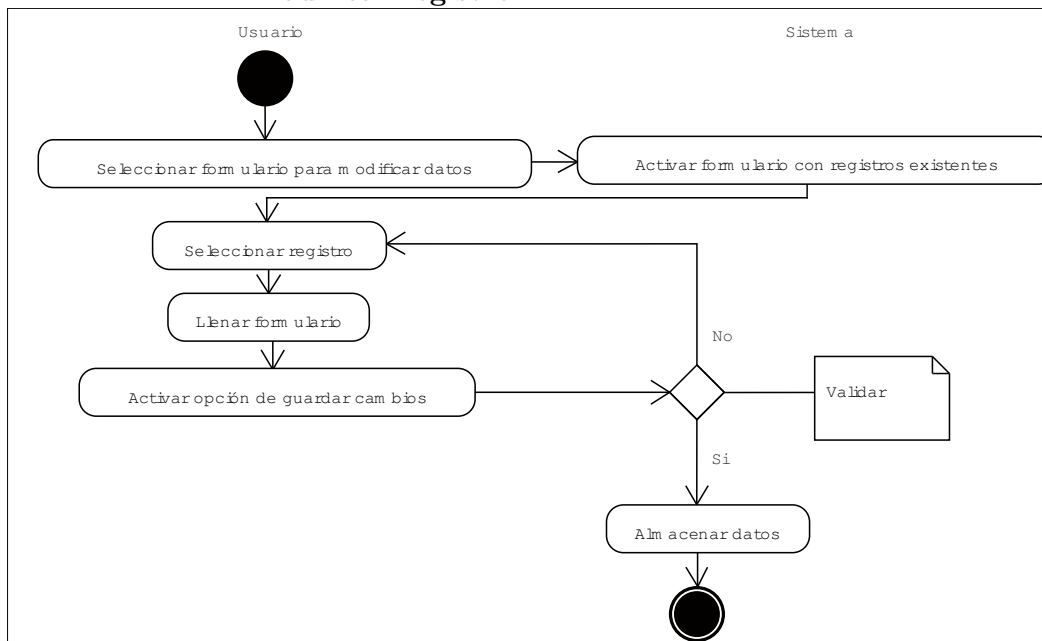 Usuario
Sistema
Seleccionar formulario para modificar datos
Activar formulario con registros existentes
Seleccionar registro
Llenar formulario
No
Validar
Activar opción de guardar cambios
Si
Almacenar datos